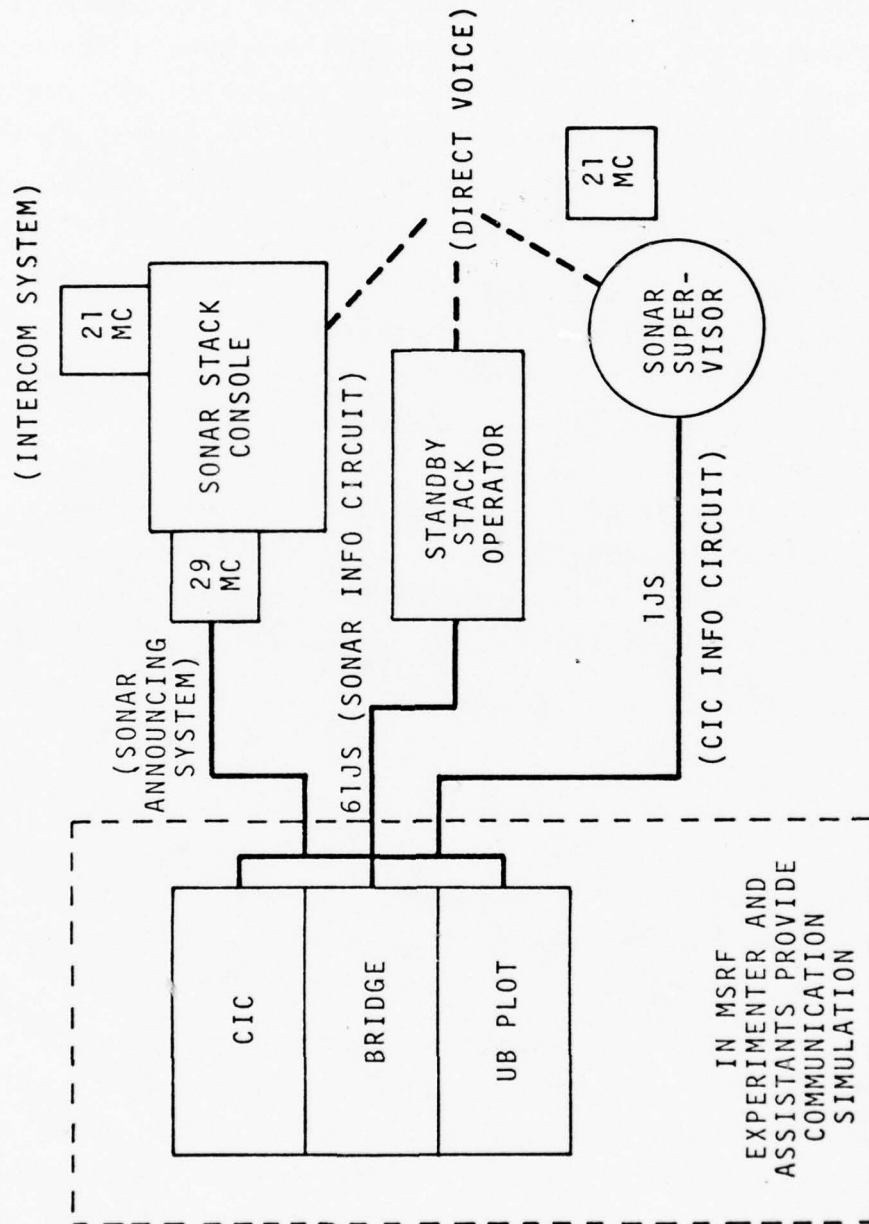 (INTERCOM SYSTEM)
21
MC
29
MC
SONAR STACK
CONSOLE
(SONAR
ANNOUNCING
SYSTEM)
61JS (SONAR INFO CIRCUIT)
(DIRECT VOICE)
STANDBY
STACK
OPERATOR
21
MC
SONAR
SUPER-
VISOR
1JS
(CIC INFO CIRCUIT)
CIC
BRIDGE
UB PLOT
IN MSRF
EXPERIMENTER AND
ASSISTANTS PROVIDE
COMMUNICATION
SIMULATION